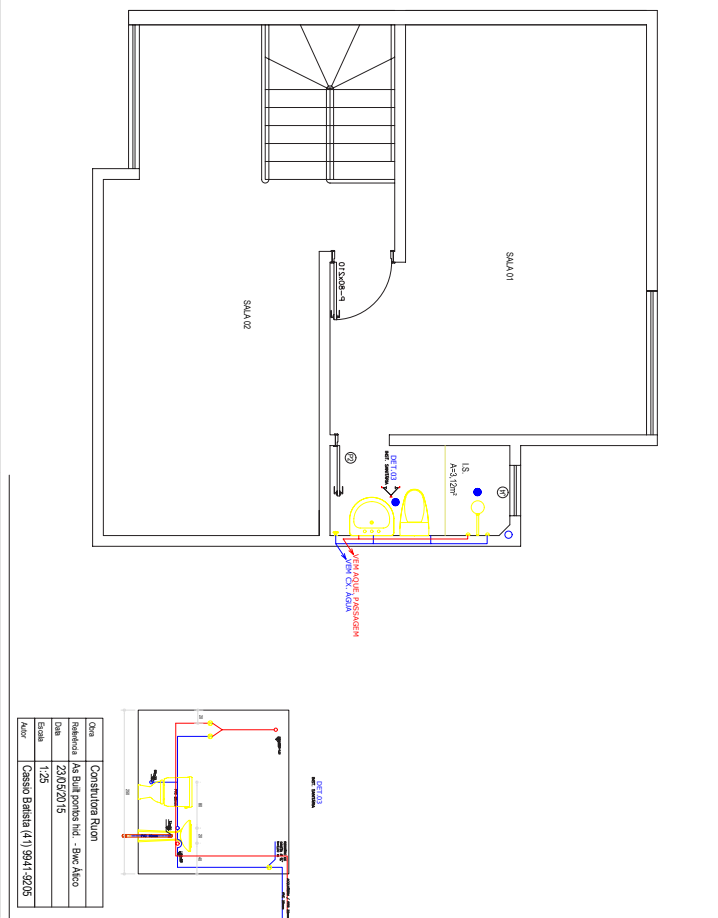 SALA 01
P-80x210
SALA 02
I.S.
A=3,12m²
DET.03
P2
VEM AQUE. PASSAGEM
VEM CX. ÁGUA
DET.03
Obra Construtora Ruon
Referência As Built pontos hid. - Bwc Ático
Data 23/05/2015
Escala 1:25
Autor Cassio Batista (41) 9941-9205